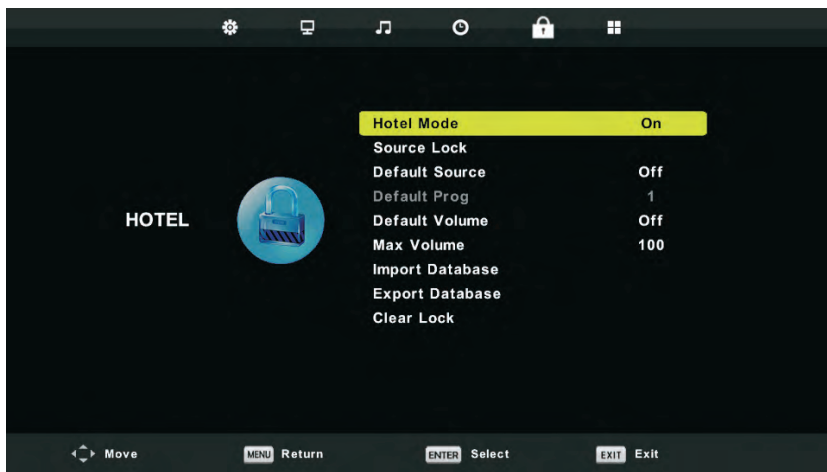 Hotel Mode On
Source Lock
Default Source Off
Default Prog 1
HOTEL
Default Volume Off
Max Volume 100
Import Database
Export Database
Clear Lock
Move MENU Return ENTER Select EXIT Exit